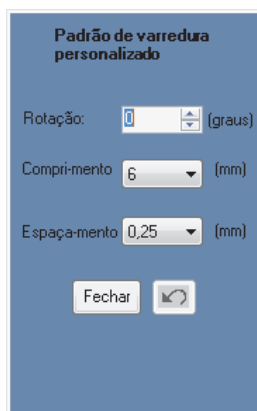 Padrão de varredura
personalizado
Rotação: 0 (graus)
Compri-mento 6 (mm)
Espaça-mento 0,25 (mm)
Fechar